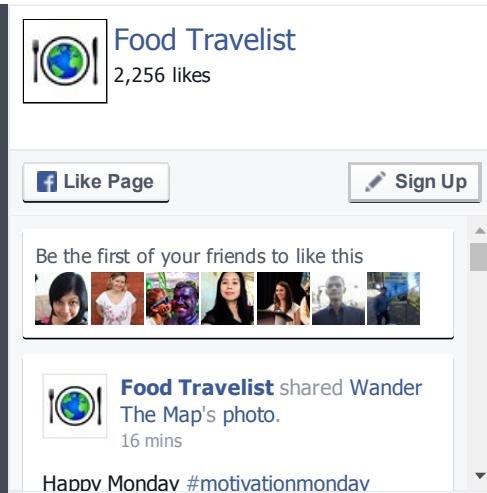 Food Travelist
2,256 likes
Like Page
Sign Up
Be the first of your friends to like this
Food Travelist shared Wander
The Map's photo.
16 mins
Happy Monday #motivationmonday